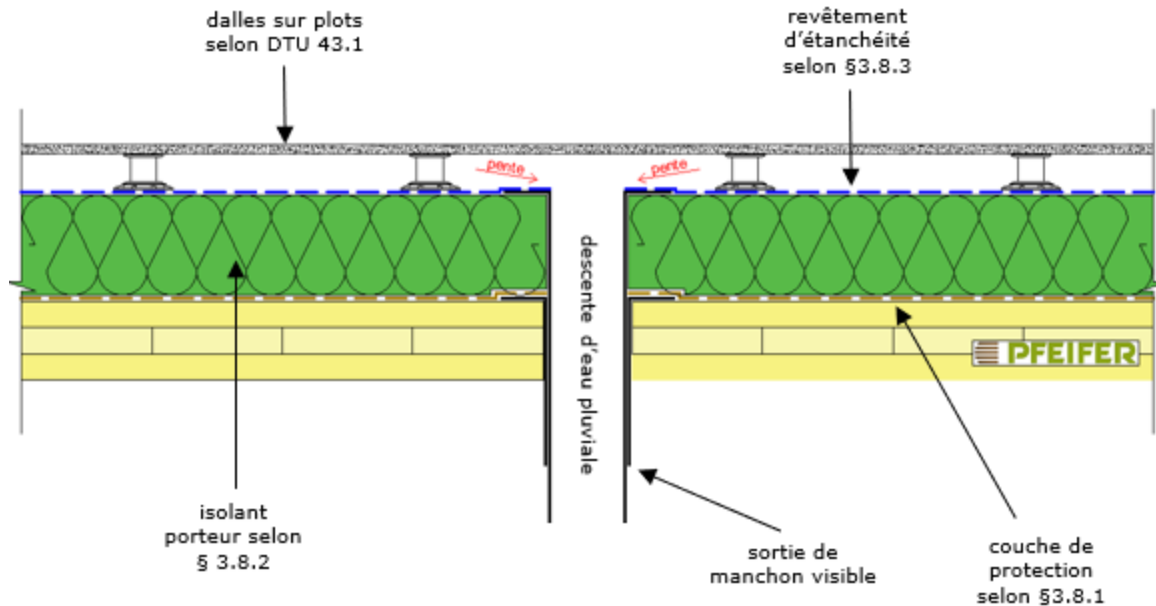 dalles sur plots
selon DTU 43.1
revêtement
d'étanchéité
selon §3.8.3
pente
pente
descente d'eau pluviale
PFEIFER
isolant
porteur selon
§ 3.8.2
sortie de
manchon visible
couche de
protection
selon §3.8.1